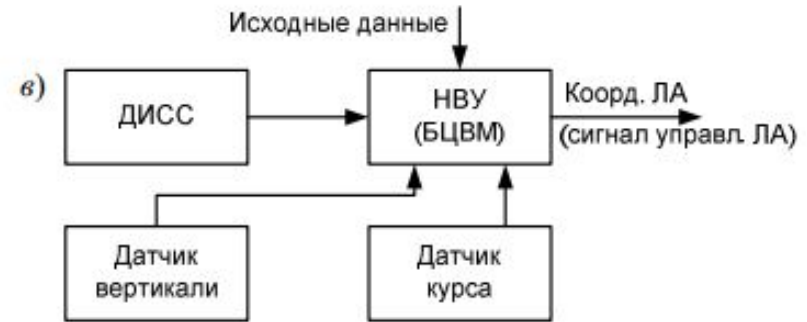 Исходные данные
в)
ДИСС
НВУ
(БЦВМ)
Коорд. ЛА
(сигнал управл. ЛА)
Датчик
вертикали
Датчик
курса